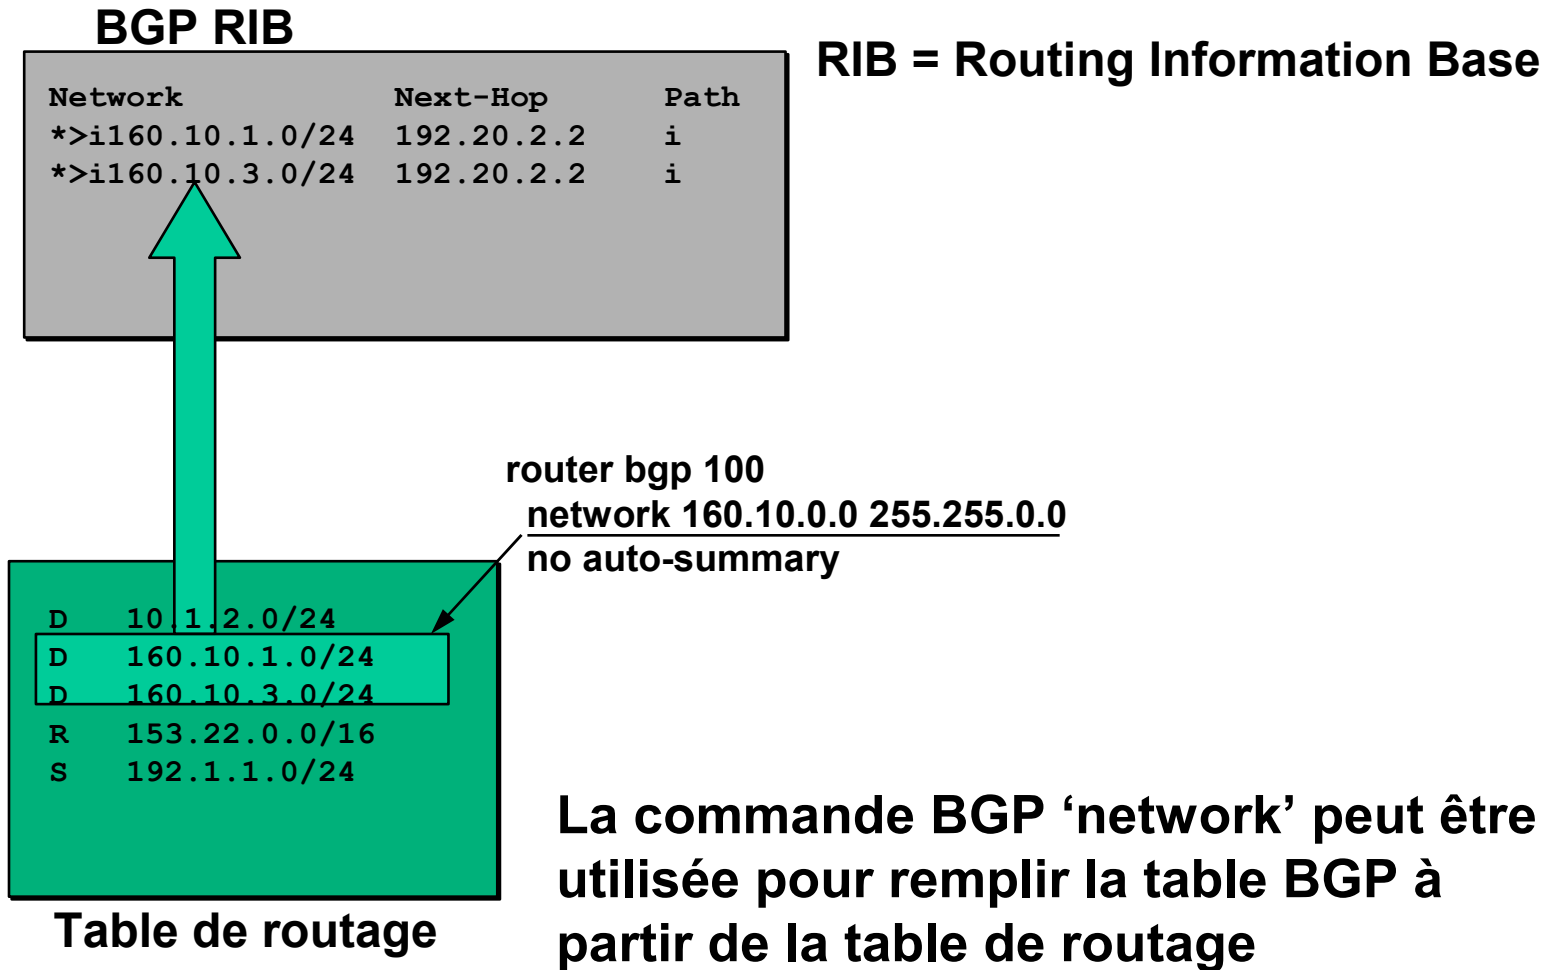 BGP RIB
RIB = Routing Information Base
Network Next-Hop Path
*>i160.10.1.0/24 192.20.2.2 i
*>i160.10.3.0/24 192.20.2.2 i
router bgp 100
network 160.10.0.0 255.255.0.0
no auto-summary
D 10.1.2.0/24
D 160.10.1.0/24
D 160.10.3.0/24
R 153.22.0.0/16
S 192.1.1.0/24
Table de routage
La commande BGP ‘network’ peut être
utilisée pour remplir la table BGP à
partir de la table de routage